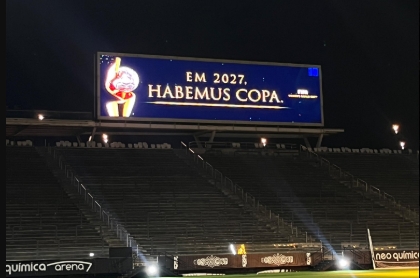 EM 2027,
HABEMUS COPA.
química arena
neo química